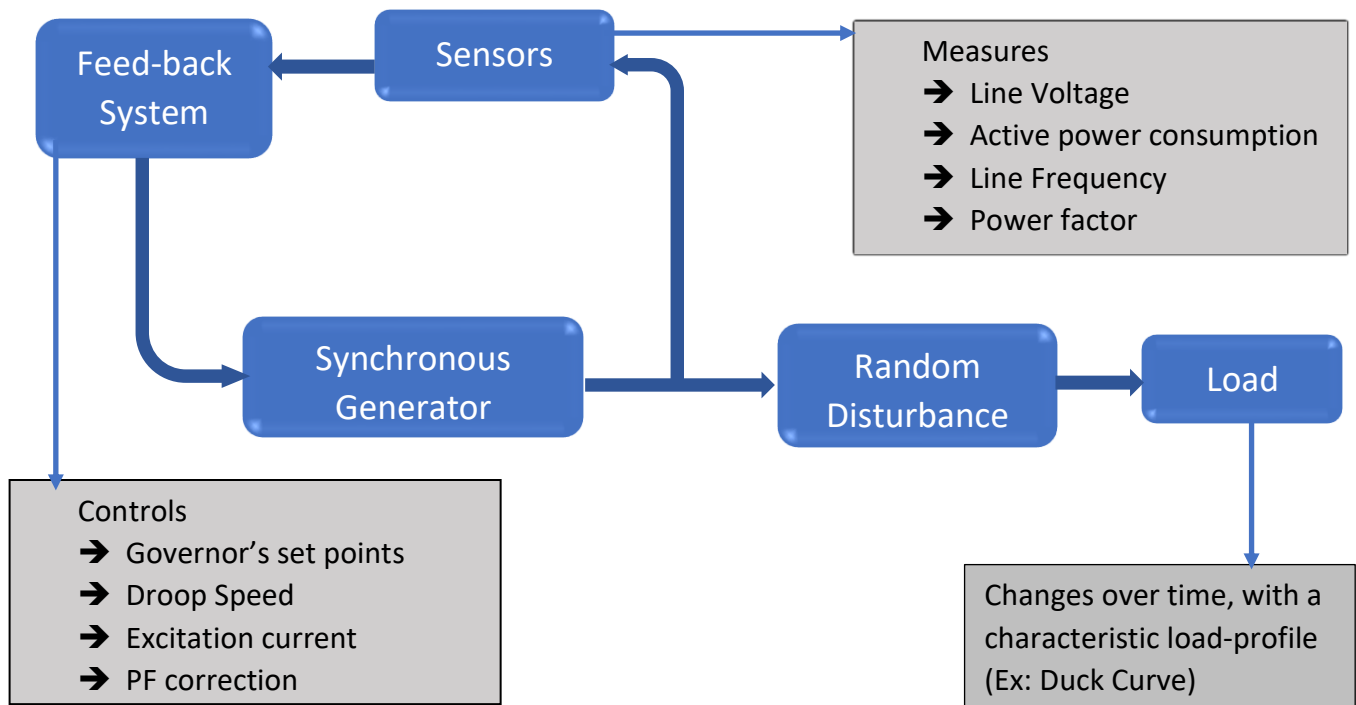 Feed-back
System
Sensors
Measures
➔ Line Voltage
➔ Active power consumption
➔ Line Frequency
➔ Power factor
Synchronous
Generator
Random
Disturbance
Load
Controls
➔ Governor’s set points
➔ Droop Speed
➔ Excitation current
➔ PF correction
Changes over time, with a
characteristic load-profile
(Ex: Duck Curve)